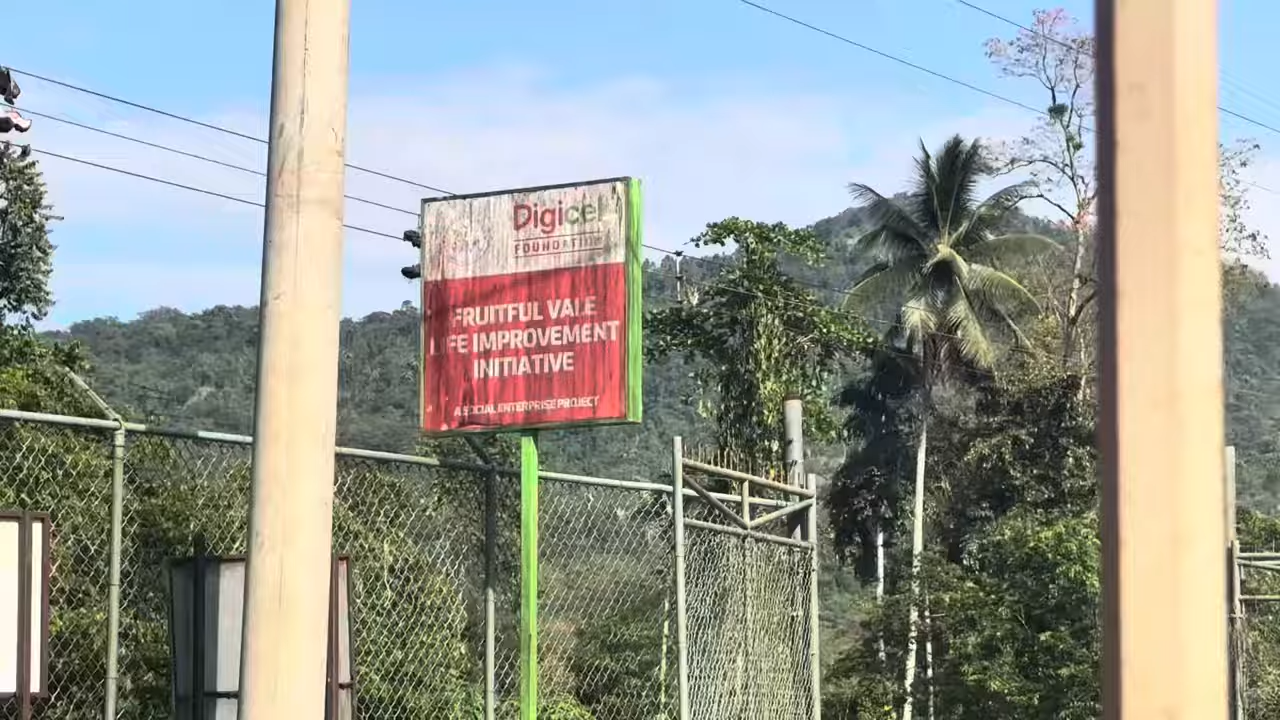 Digicel
FOUNDATION
FRUITFUL VALE
LIFE IMPROVEMENT
INITIATIVE
A SOCIAL ENTERPRISE PROJECT